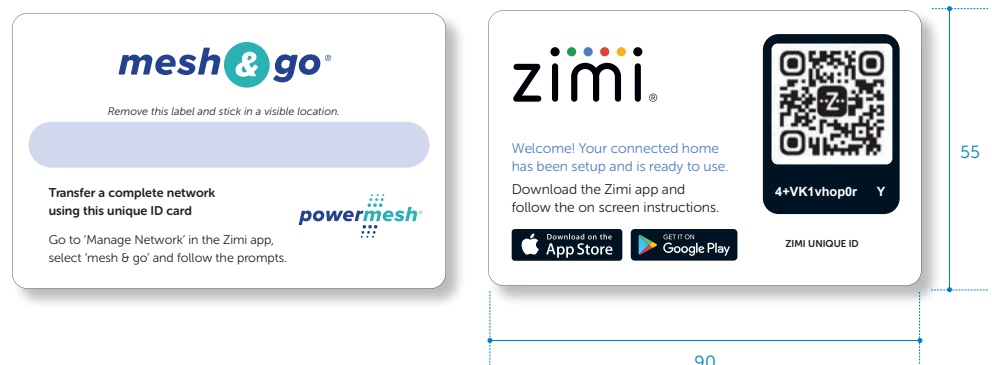 mesh & go®
Remove this label and stick in a visible location.
Transfer a complete network
using this unique ID card
powermesh®
Go to ‘Manage Network’ in the Zimi app,
select ‘mesh & go’ and follow the prompts.
zimi®
Welcome! Your connected home
has been setup and is ready to use.
Download the Zimi app and
follow the on screen instructions.
Download on the
App Store
GET IT ON
Google Play
Z
4+VK1vhop0r Y
ZIMI UNIQUE ID
55
90